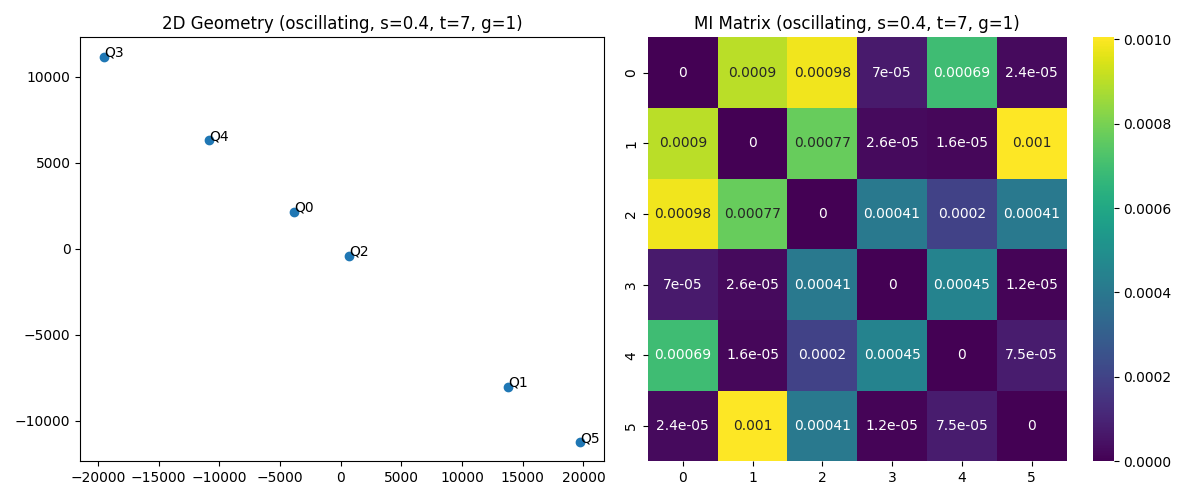 2D Geometry (oscillating, s=0.4, t=7, g=1)
10000
5000
0
−5000
−10000
−20000 −15000 −10000 −5000 0 5000 10000 15000 20000
Q3
Q4
Q0
Q2
Q1
Q5
MI Matrix (oscillating, s=0.4, t=7, g=1)
0 0 0.0009 0.00098 7e-05 0.00069 2.4e-05
1 0.0009 0 0.00077 2.6e-05 1.6e-05 0.001
2 0.00098 0.00077 0 0.00041 0.0002 0.00041
3 7e-05 2.6e-05 0.00041 0 0.00045 1.2e-05
4 0.00069 1.6e-05 0.0002 0.00045 0 7.5e-05
5 2.4e-05 0.001 0.00041 1.2e-05 7.5e-05 0
0 1 2 3 4 5
0.0010
0.0008
0.0006
0.0004
0.0002
0.0000